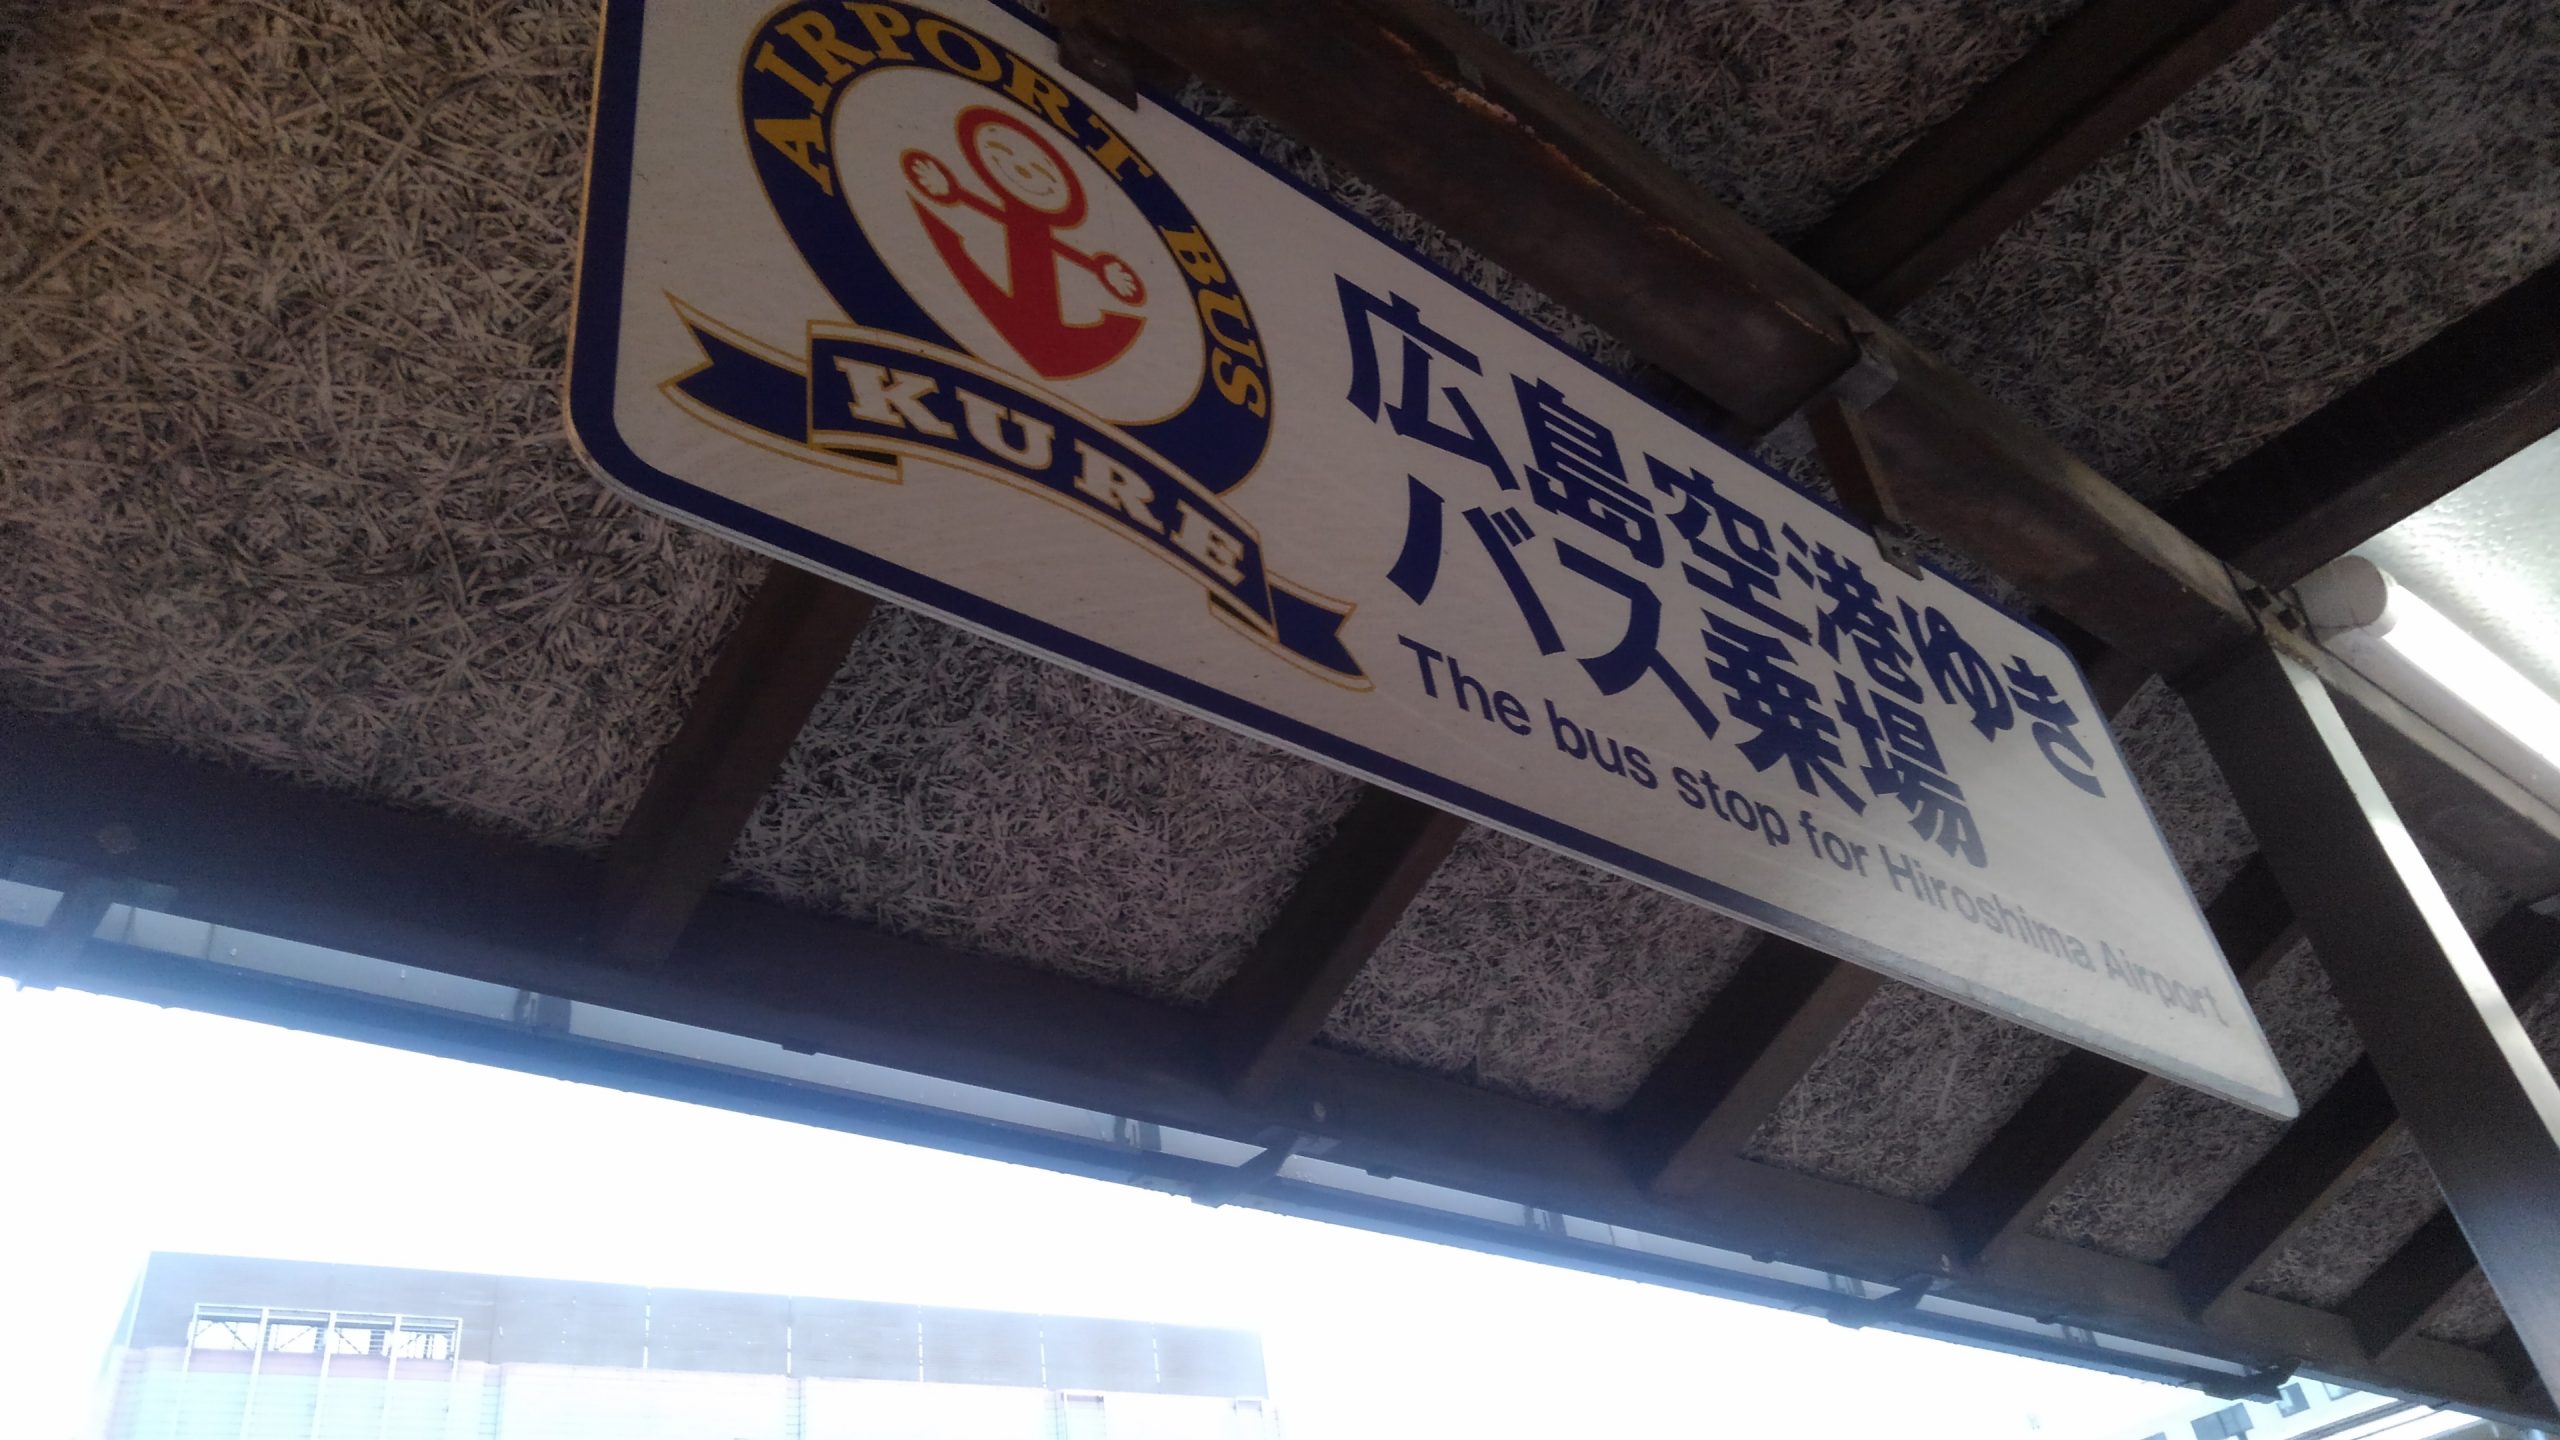 AIRPORT BUS
KURE
広島空港ゆき
バス乗場
The bus stop for Hiroshima Airport